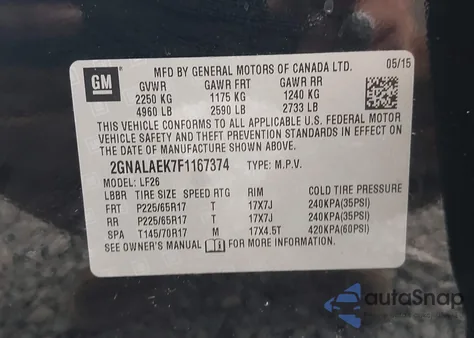 GM
MFD BY GENERAL MOTORS OF CANADA LTD. 05/15
GVWR GAWR FRT GAWR RR
2250 KG 1175 KG 1240 KG
4960 LB 2590 LB 2733 LB
THIS VEHICLE CONFORMS TO ALL APPLICABLE U.S. FEDERAL MOTOR
VEHICLE SAFETY AND THEFT PREVENTION STANDARDS IN EFFECT ON THE
DATE OF MANUFACTURE SHOWN ABOVE.
2GNALAEK7F1167374 TYPE: M.P.V.
MODEL: LF26
LBBR TIRE SIZE SPEED RTG RIM COLD TIRE PRESSURE
FRT P225/65R17 T 17X7J 240KPA(35PSI)
RR P225/65R17 T 17X7J 240KPA(35PSI)
SPA T145/70R17 M 17X4.5T 420KPA(60PSI)
SEE OWNER'S MANUAL FOR MORE INFORMATION.
autaSnap